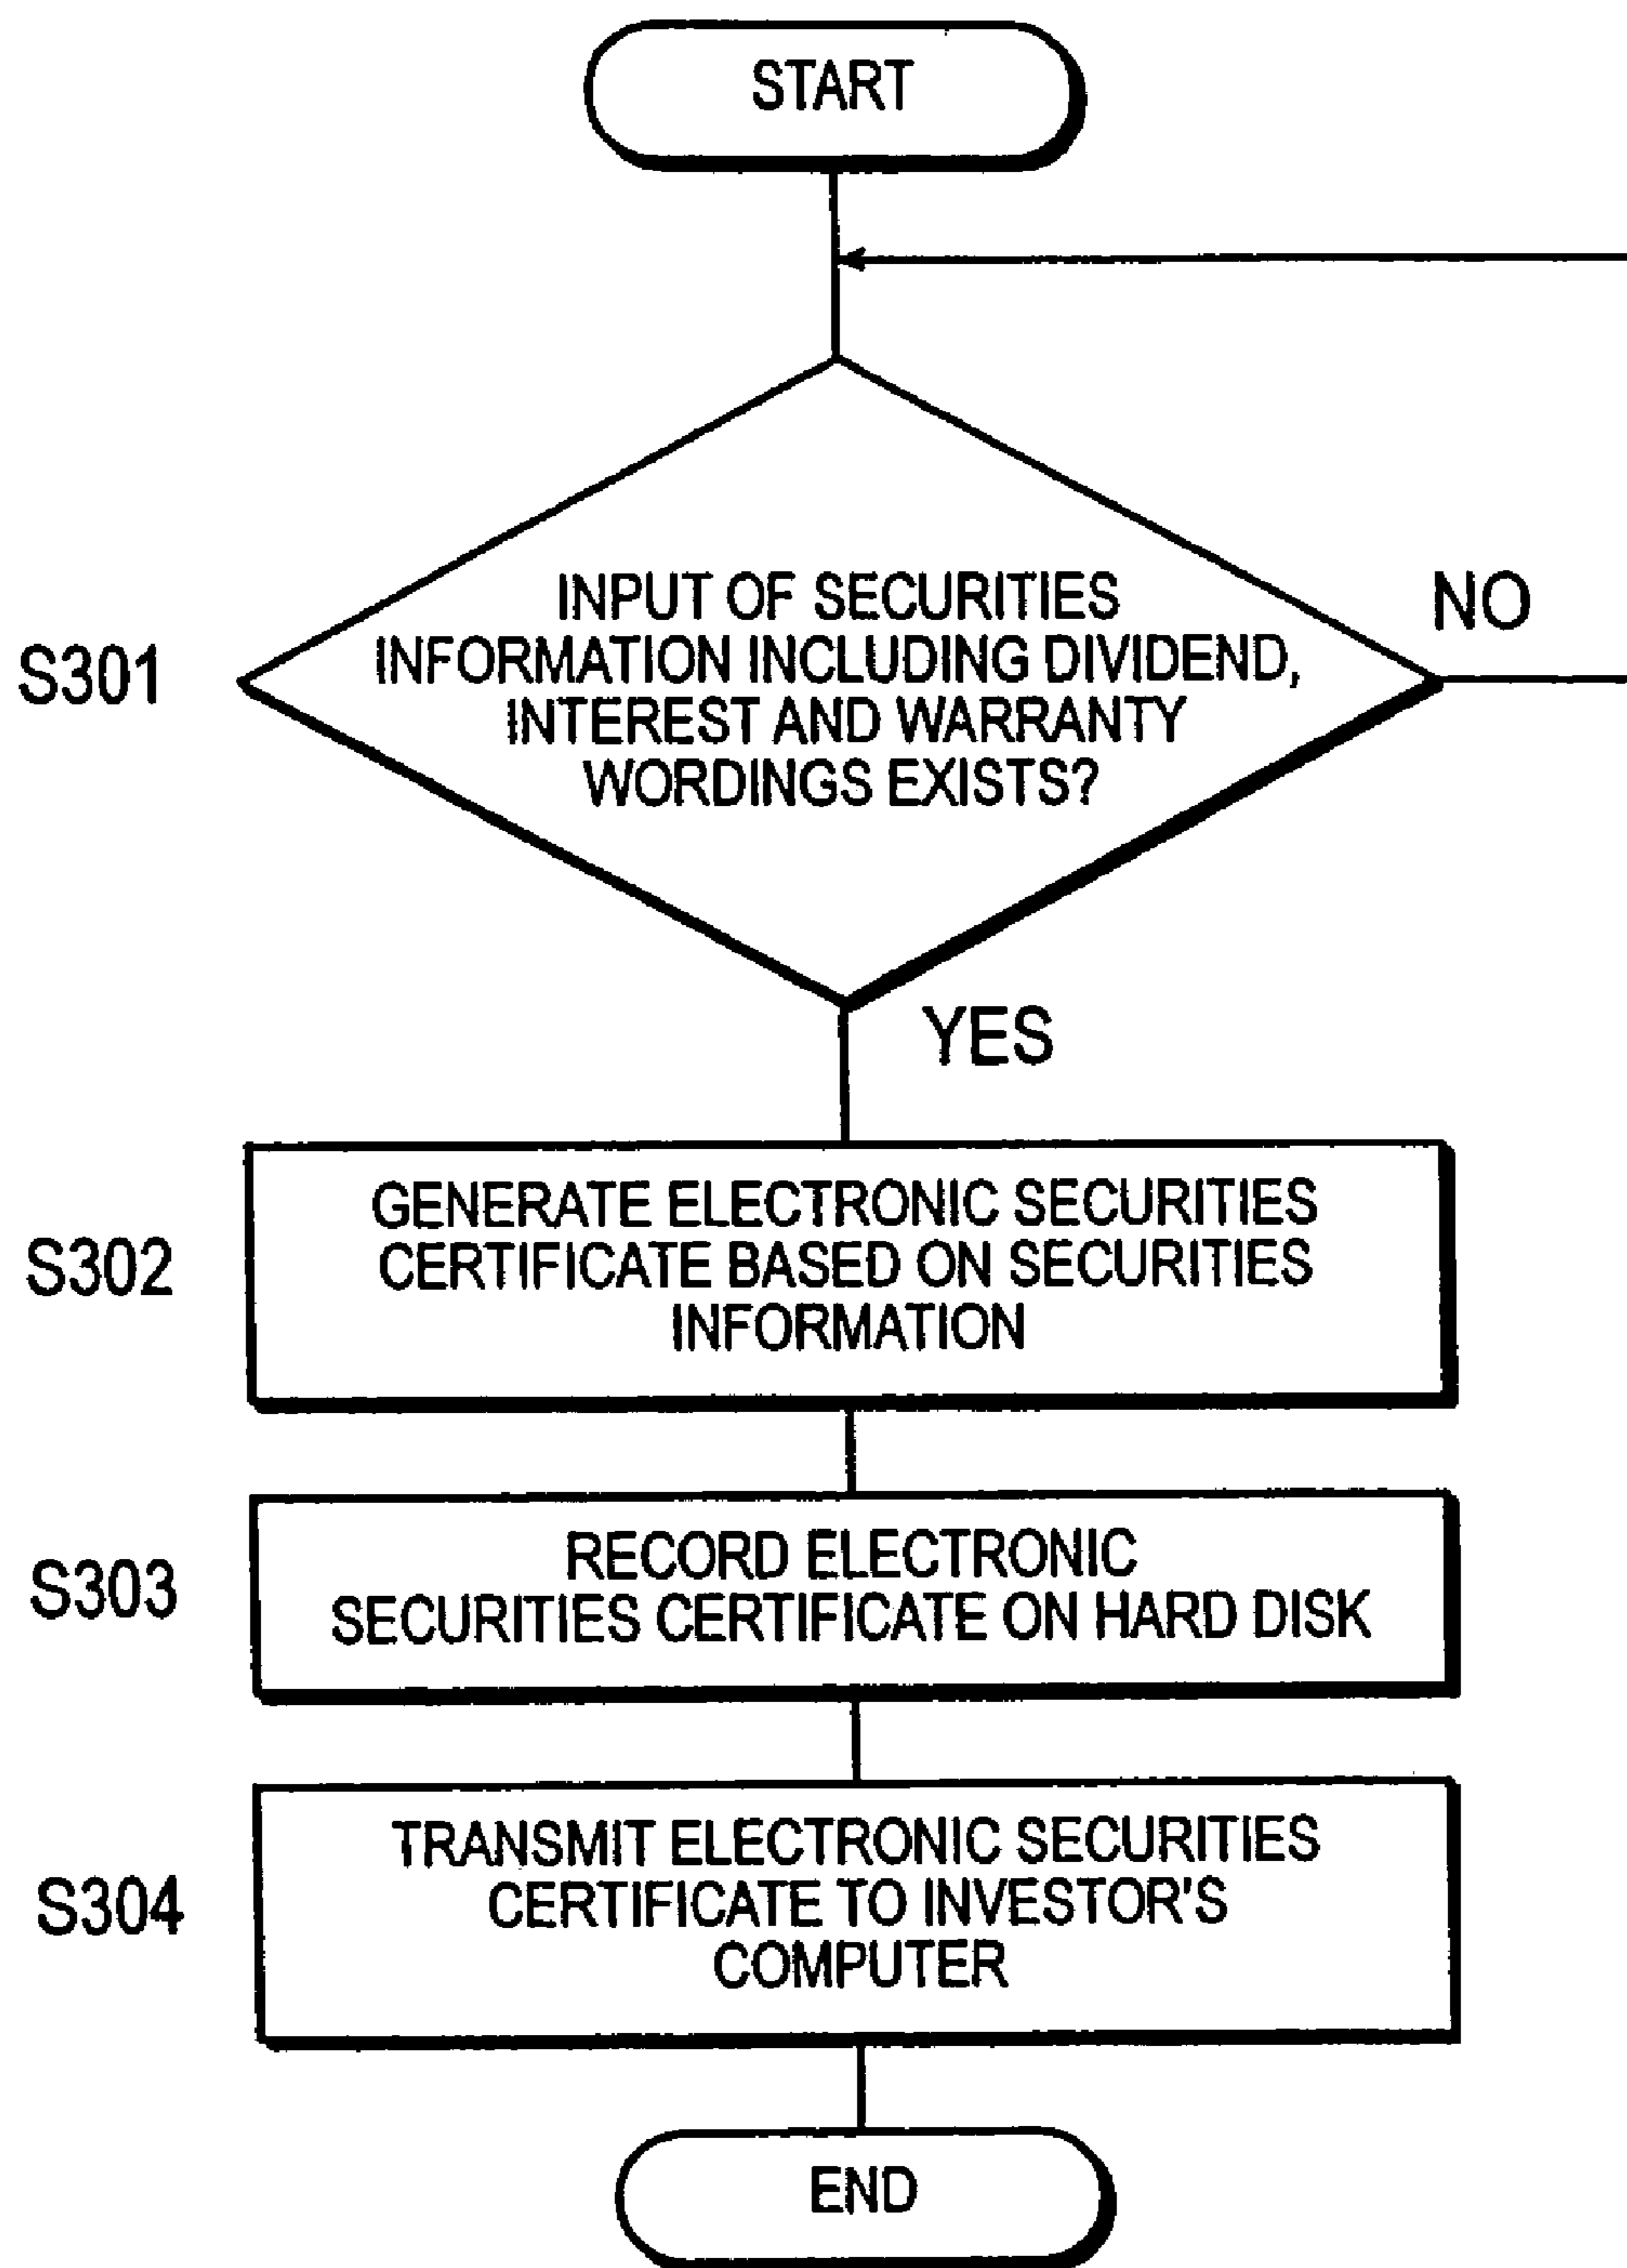 START
INPUT OF SECURITIES
INFORMATION INCLUDING DIVIDEND,
INTEREST AND WARRANTY
WORDINGS EXISTS?
NO
S301
YES
GENERATE ELECTRONIC SECURITIES
CERTIFICATE BASED ON SECURITIES
INFORMATION
S302
RECORD ELECTRONIC
SECURITIES CERTIFICATE ON HARD DISK
S303
TRANSMIT ELECTRONIC SECURITIES
CERTIFICATE TO INVESTOR'S
COMPUTER
S304
END